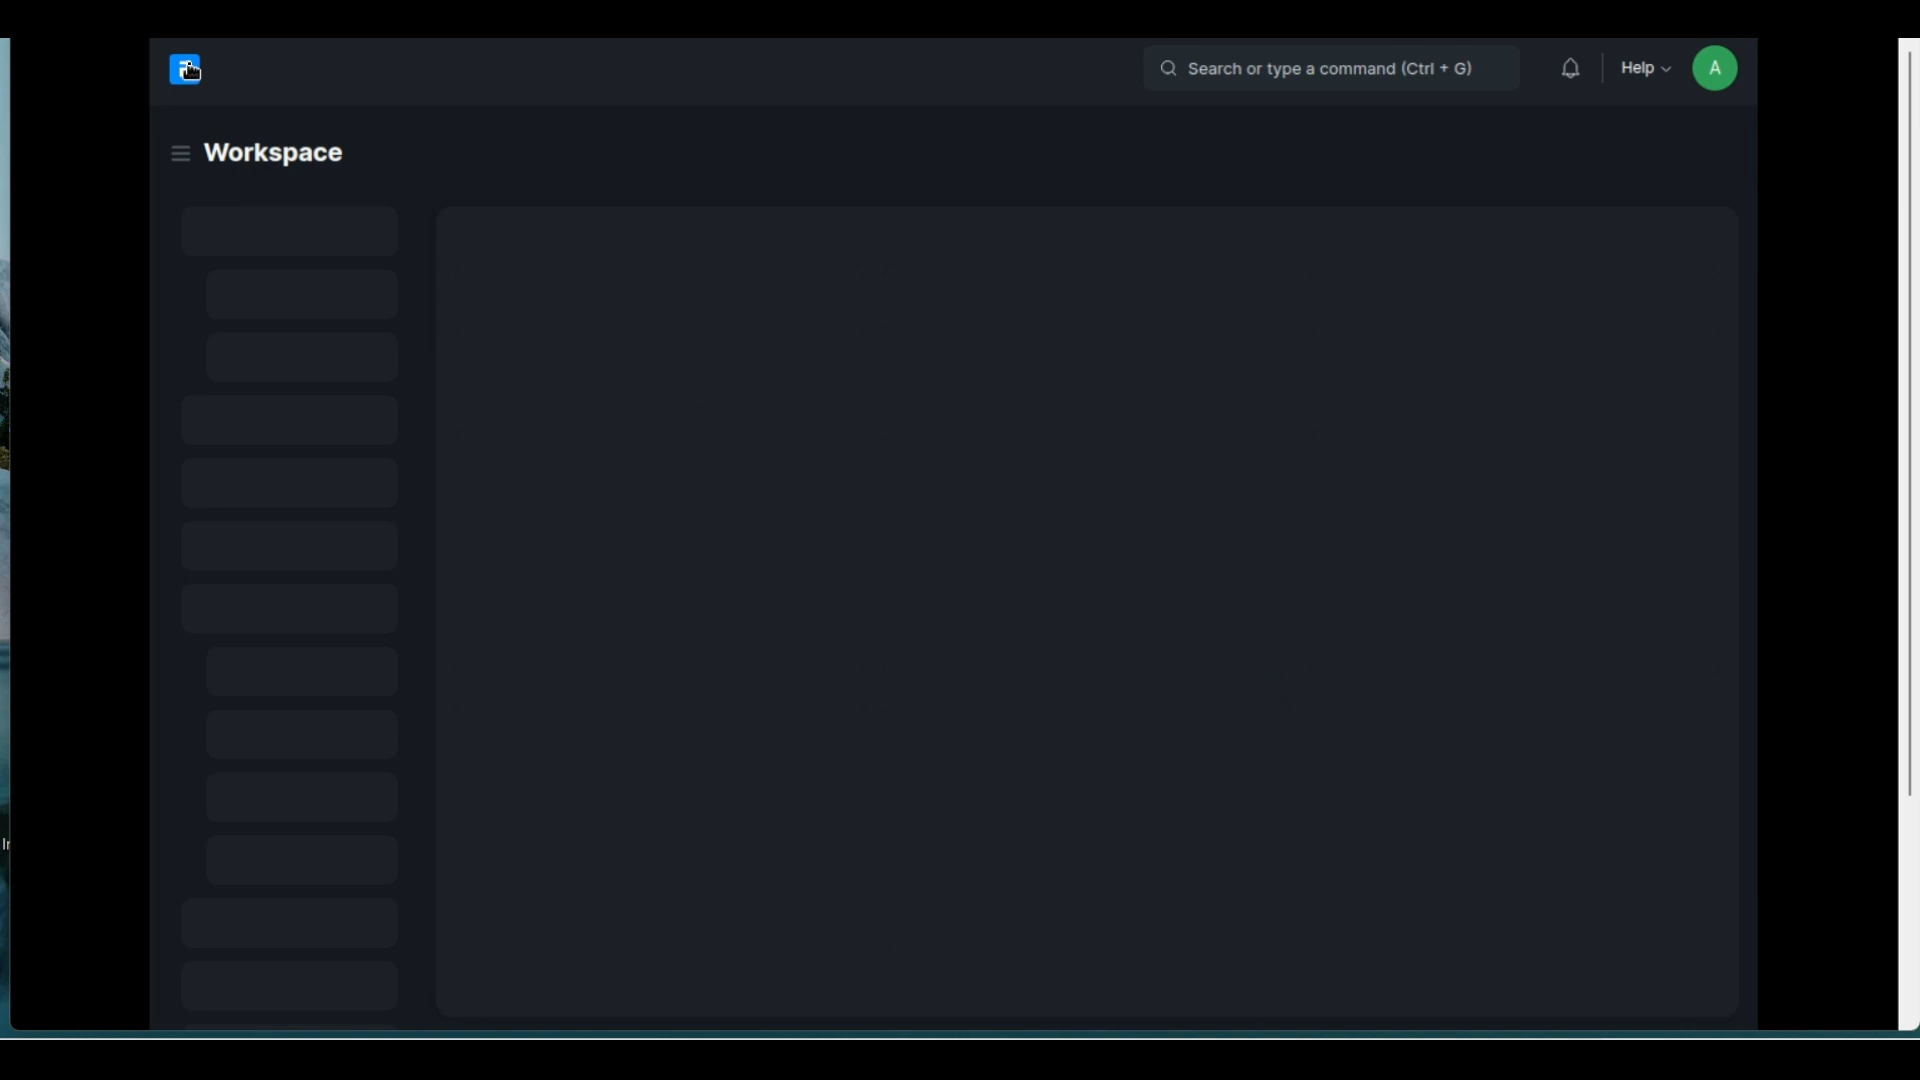 Search or type a command (Ctrl + G)
Help
A
Workspace